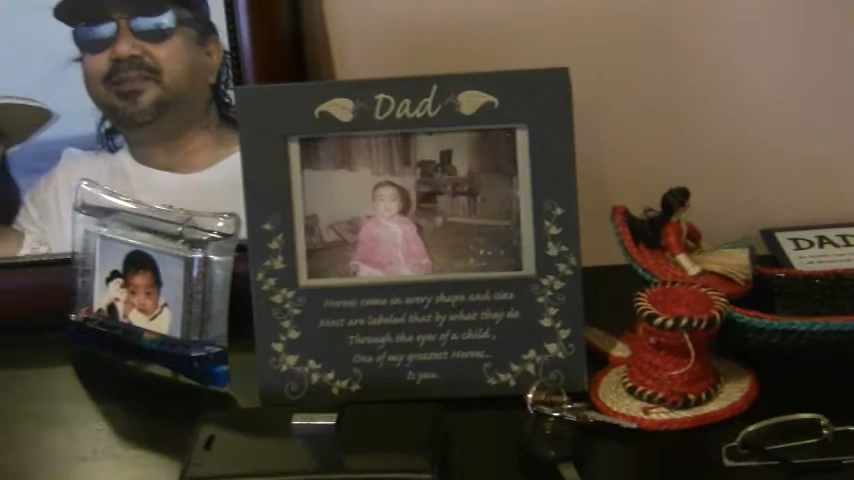 Dad
Heroes come in every shape and size
Most are labeled that by what they do
Through the eyes of a child,
One of my greatest Heroes...
Is you.
DAD